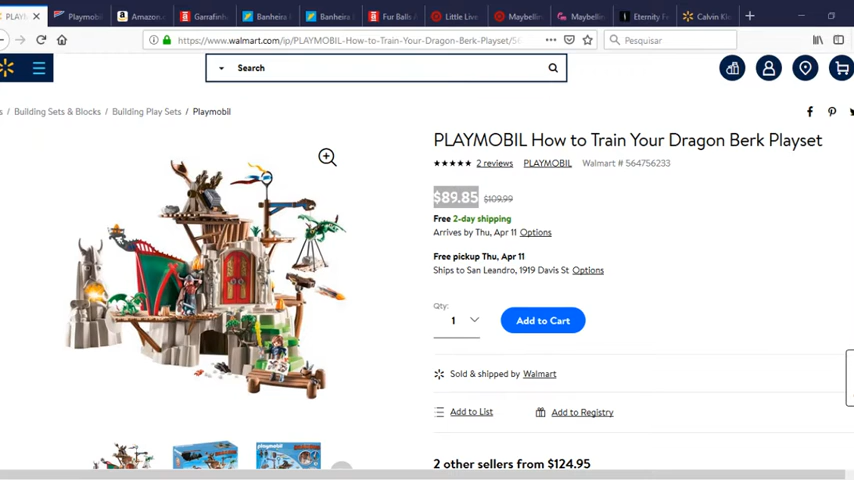 PLAYM
Playmobil
Amazon.
Garrafinh
Banheira
Banheira
Fur Balls
Little Live
Maybellin
Maybellin
Eternity F
Calvin Kle
https://www.walmart.com/ip/PLAYMOBIL-How-to-Train-Your-Dragon-Berk-Playset/5
Pesquisar
Search
s / Building Sets & Blocks / Building Play Sets / Playmobil
PLAYMOBIL How to Train Your Dragon Berk Playset
2 reviews PLAYMOBIL Walmart # 564756233
$89.85 $109.99
Free 2-day shipping
Arrives by Thu, Apr 11 Options
Free pickup Thu, Apr 11
Ships to San Leandro, 1919 Davis St Options
Qty:
1
Add to Cart
Sold & shipped by Walmart
Add to List
Add to Registry
2 other sellers from $124.95